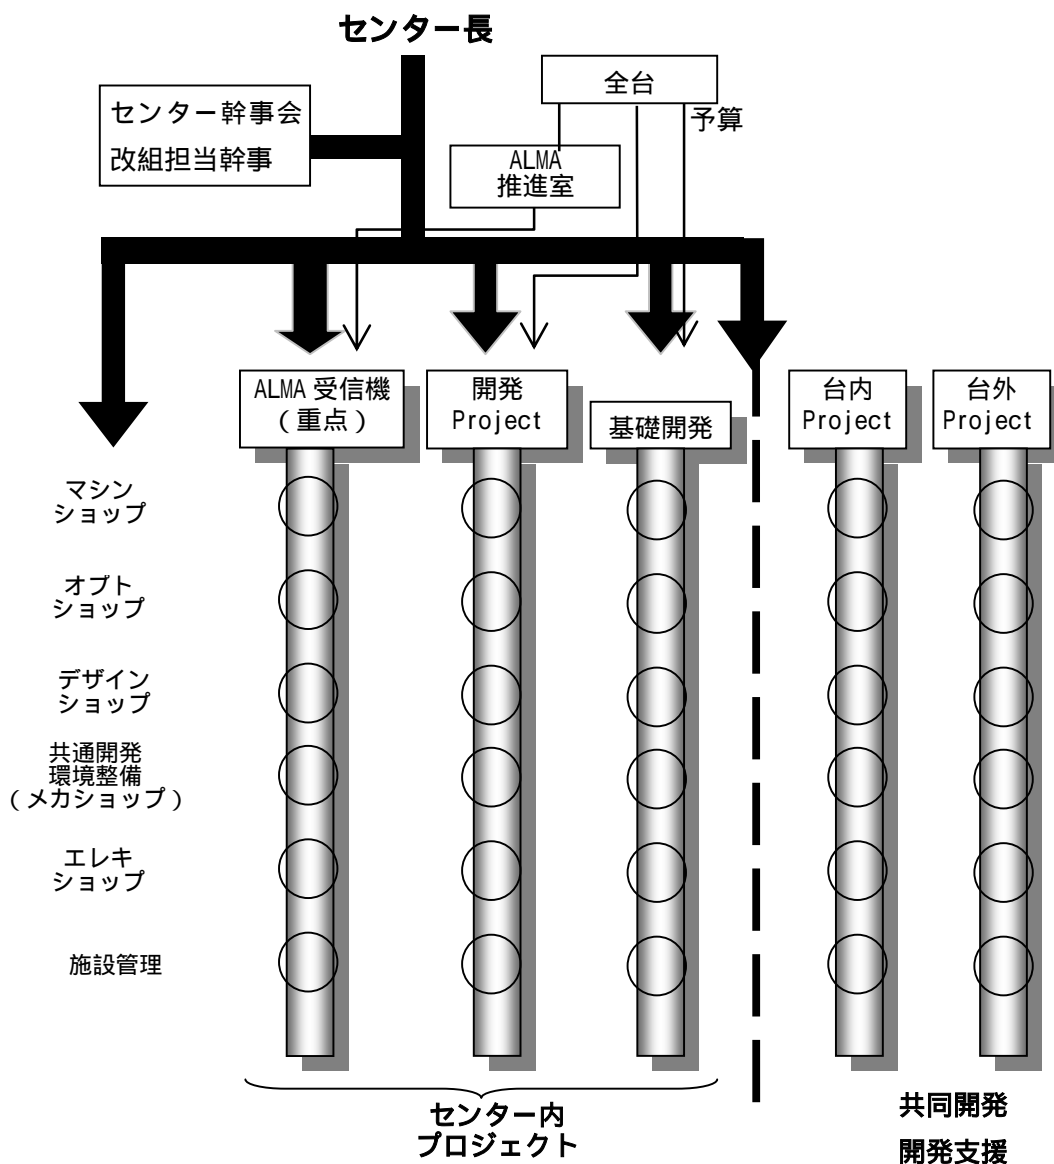 センター長
全台
センター幹事会
改組担当幹事
予算
ALMA
推進室
ALMA 受信機
（重点）
開発
Project
基礎開発
台内
Project
台外
Project
マシン
ショップ
オプト
ショップ
デザイン
ショップ
共通開発
環境整備
（メカショップ）
エレキ
ショップ
施設管理
センター内
プロジェクト
共同開発
開発支援